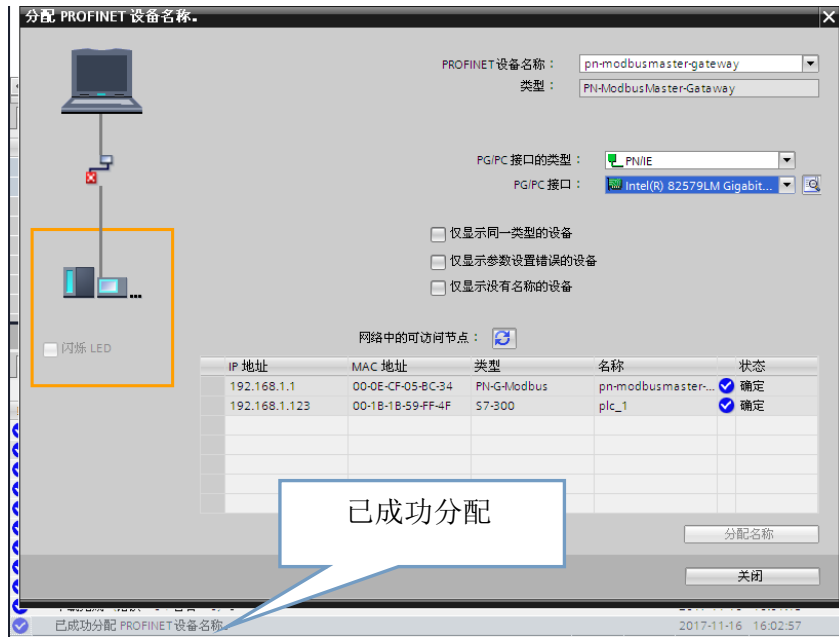 分配 PROFINET 设备名称.
PROFINET设备名称： pn-modbusmaster-gateway
类型： PN-ModbusMaster-Gataway
PG/PC 接口的类型： PN/IE
PG/PC 接口： Intel(R) 82579LM Gigabit...
仅显示同一类型的设备
仅显示参数设置错误的设备
仅显示没有名称的设备
闪烁 LED
网络中的可访问节点：
IP 地址 MAC 地址 类型 名称 状态
192.168.1.1 00-0E-CF-05-BC-34 PN-G-Modbus pn-modbusmaster-... 确定
192.168.1.123 00-1B-1B-59-FF-4F S7-300 plc_1 确定
已成功分配
分配名称
关闭
已成功分配 PROFINET设备名称. 2017-11-16 16:02:57